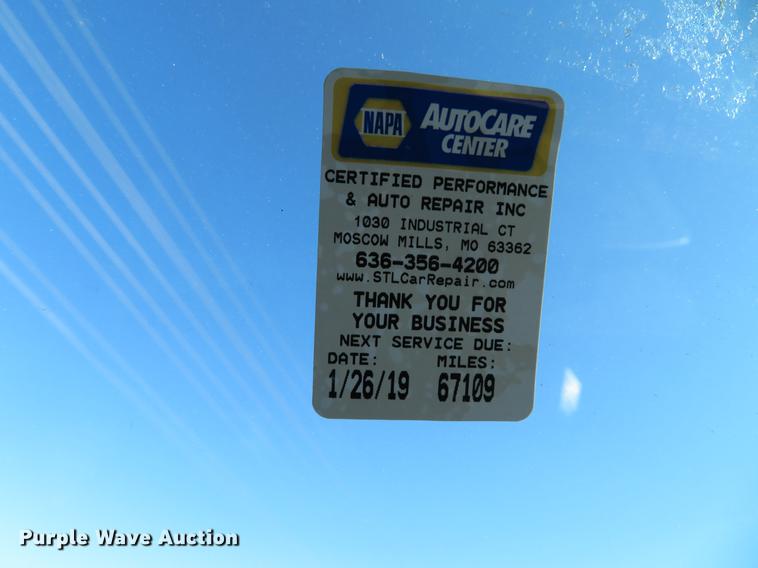 NAPA AUTOCARE
CENTER
CERTIFIED PERFORMANCE
& AUTO REPAIR INC
1030 INDUSTRIAL CT
MOSCOW MILLS, MO 63362
636-356-4200
www.STLCarRepair.com
THANK YOU FOR
YOUR BUSINESS
NEXT SERVICE DUE:
DATE: MILES:
1/26/19 67109
Purple Wave Auction